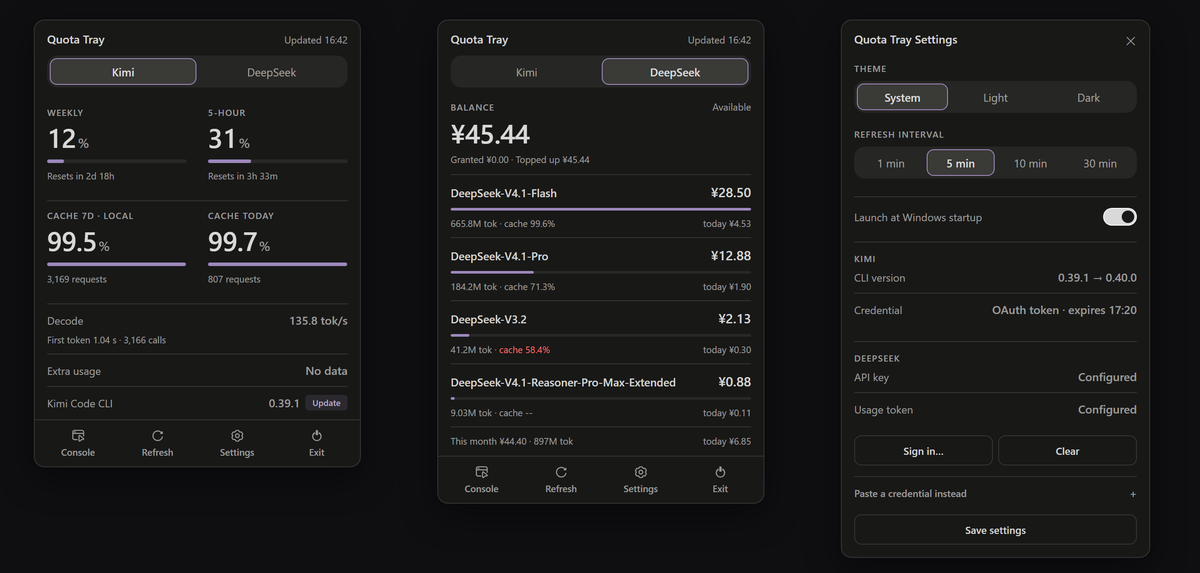 Quota Tray Updated 16:42
Kimi DeepSeek
WEEKLY 5-HOUR
12% 31%
Resets in 2d 18h Resets in 3h 33m
CACHE 7D · LOCAL CACHE TODAY
99.5% 99.7%
3,169 requests 807 requests
Decode 135.8 tok/s
First token 1.04 s · 3,166 calls
Extra usage No data
Kimi Code CLI 0.39.1 Update
Console Refresh Settings Exit
Quota Tray Updated 16:42
Kimi DeepSeek
BALANCE Available
¥45.44
Granted ¥0.00 · Topped up ¥45.44
DeepSeek-V4.1-Flash ¥28.50
665.8M tok · cache 99.6% today ¥4.53
DeepSeek-V4.1-Pro ¥12.88
184.2M tok · cache 71.3% today ¥1.90
DeepSeek-V3.2 ¥2.13
41.2M tok · cache 58.4% today ¥0.30
DeepSeek-V4.1-Reasoner-Pro-Max-Extended ¥0.88
9.03M tok · cache -- today ¥0.11
This month ¥44.40 · 897M tok today ¥6.85
Console Refresh Settings Exit
Quota Tray Settings
THEME
System Light Dark
REFRESH INTERVAL
1 min 5 min 10 min 30 min
Launch at Windows startup
KIMI
CLI version 0.39.1 → 0.40.0
Credential OAuth token · expires 17:20
DEEPSEEK
API key Configured
Usage token Configured
Sign in... Clear
Paste a credential instead +
Save settings